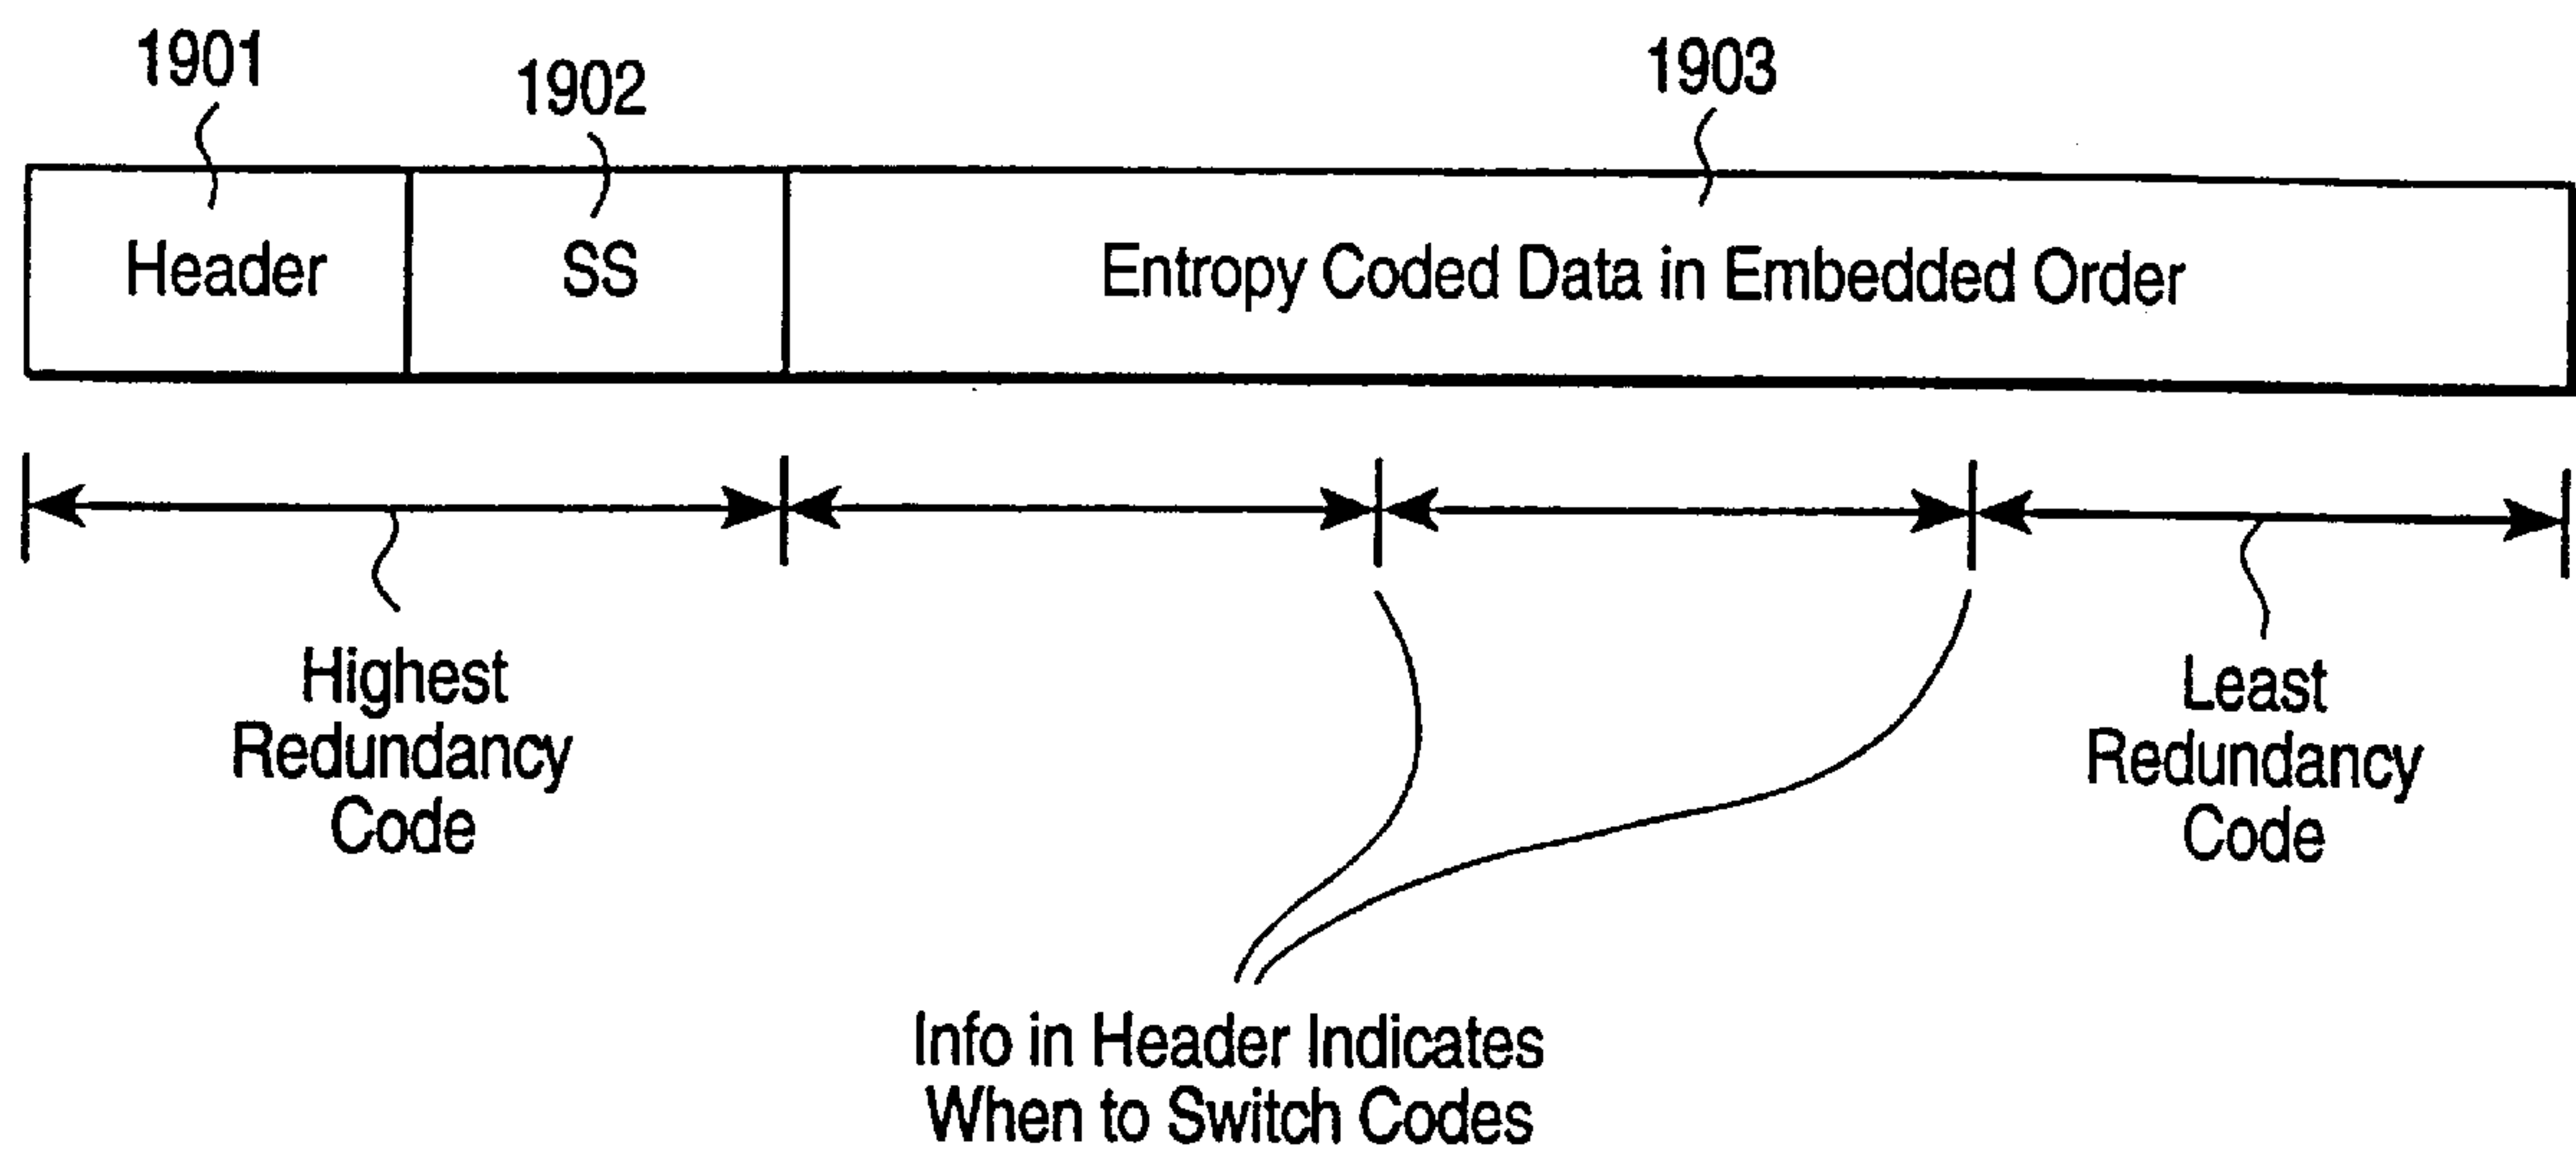 1901
1902
1903
Header
SS
Entropy Coded Data in Embedded Order
Highest
Redundancy
Code
Least
Redundancy
Code
Info in Header Indicates
When to Switch Codes